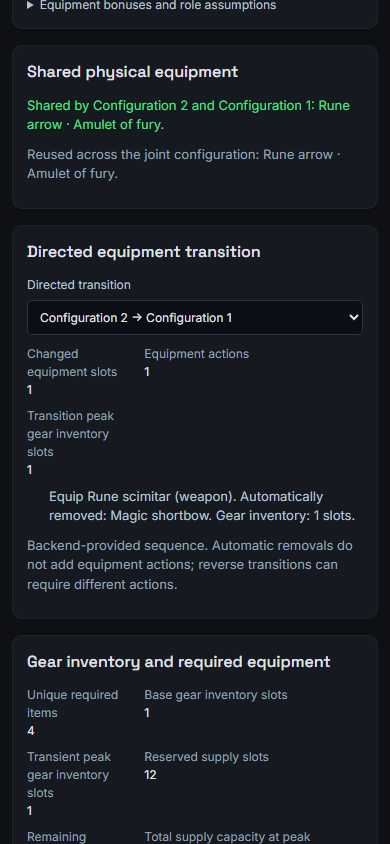 ▶ Equipment bonuses and role assumptions
Shared physical equipment
Shared by Configuration 2 and Configuration 1: Rune
arrow · Amulet of fury.
Reused across the joint configuration: Rune arrow ·
Amulet of fury.
Directed equipment transition
Directed transition
Configuration 2 → Configuration 1
Changed
equipment slots
1
Equipment actions
1
Transition peak
gear inventory
slots
1
Equip Rune scimitar (weapon). Automatically
removed: Magic shortbow. Gear inventory: 1 slots.
Backend-provided sequence. Automatic removals do
not add equipment actions; reverse transitions can
require different actions.
Gear inventory and required equipment
Unique required
items
4
Base gear inventory slots
1
Transient peak
gear inventory
slots
1
Reserved supply slots
12
Remaining
Total supply capacity at peak